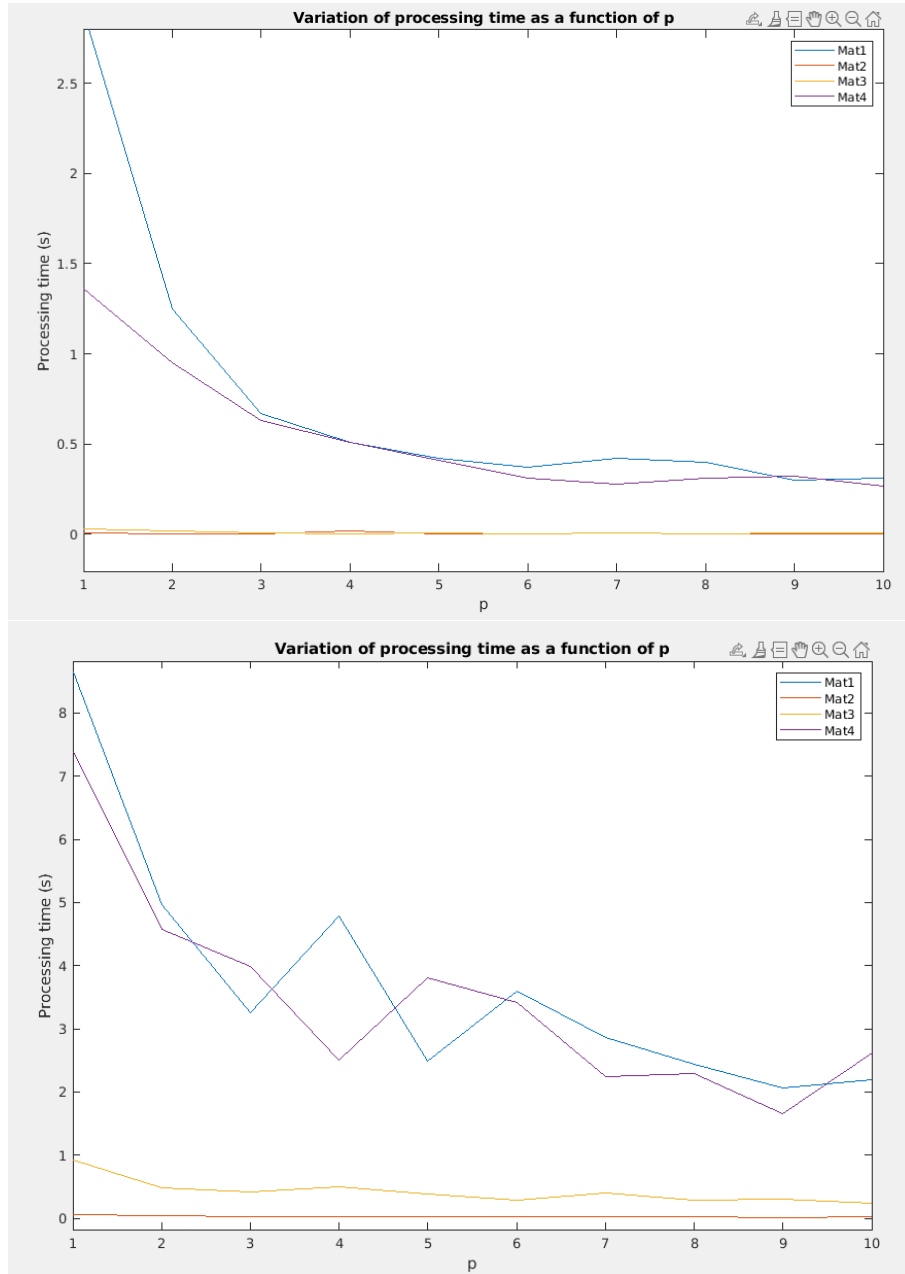 Variation of processing time as a function of p
Mat1
Mat2
Mat3
Mat4
2.5
2
1.5
1
0.5
0
Processing time (s)
1 2 3 4 5 6 7 8 9 10
p
Variation of processing time as a function of p
Mat1
Mat2
Mat3
Mat4
8
7
6
5
4
3
2
1
0
Processing time (s)
1 2 3 4 5 6 7 8 9 10
p